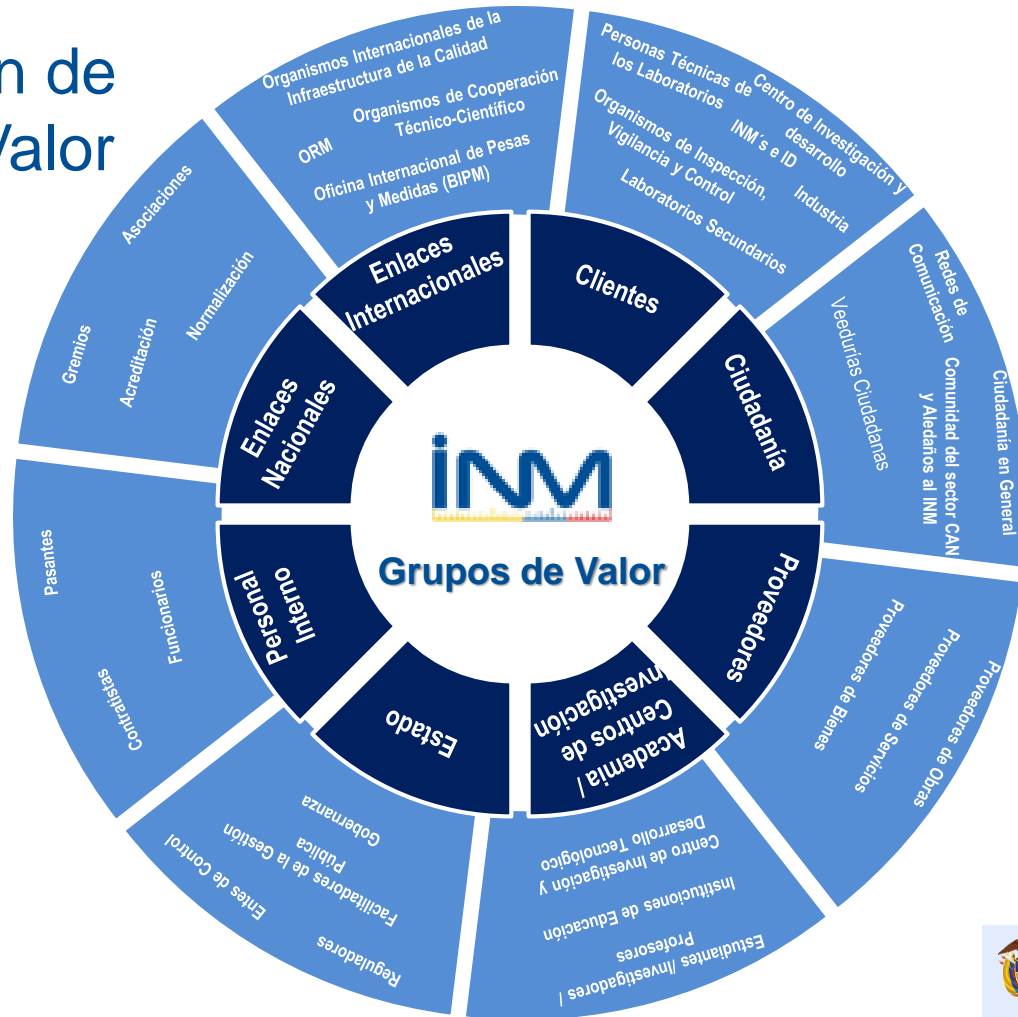 n de
Valor
Organismos Internacionales de la
Infraestructura de la Calidad
Organismos de Cooperación
Técnico-Científico
ORM
Oficina Internacional de Pesas
y Medidas (BIPM)
Enlaces
Internacionales
Personas Técnicas de
los Laboratorios
Centro de Investigación y
desarrollo
INM´s e ID
Organismos de Inspección,
Vigilancia y Control
Industria
Laboratorios Secundarios
Clientes
Redes de
Comunicación
Ciudadanía en General
Comunidad del sector CAN
y Aledaños al INM
Veedurías Ciudadanas
Ciudadanía
Proveedores de Obras
Proveedores de Servicios
Proveedores de Bienes
Proveedores
Academia /
Centros de
Investigación
Centro de Investigación y
Desarrollo Tecnológico
Instituciones de Educación
Estudiantes /Investigadores /
Profesores
Estado
Gobernanza
Facilitadores de la Gestión
Pública
Entes de Control
Reguladores
Personal
Interno
Pasantes
Funcionarios
Contratistas
Enlaces
Nacionales
Asociaciones
Normalización
Gremios
Acreditación
inm
Grupos de Valor